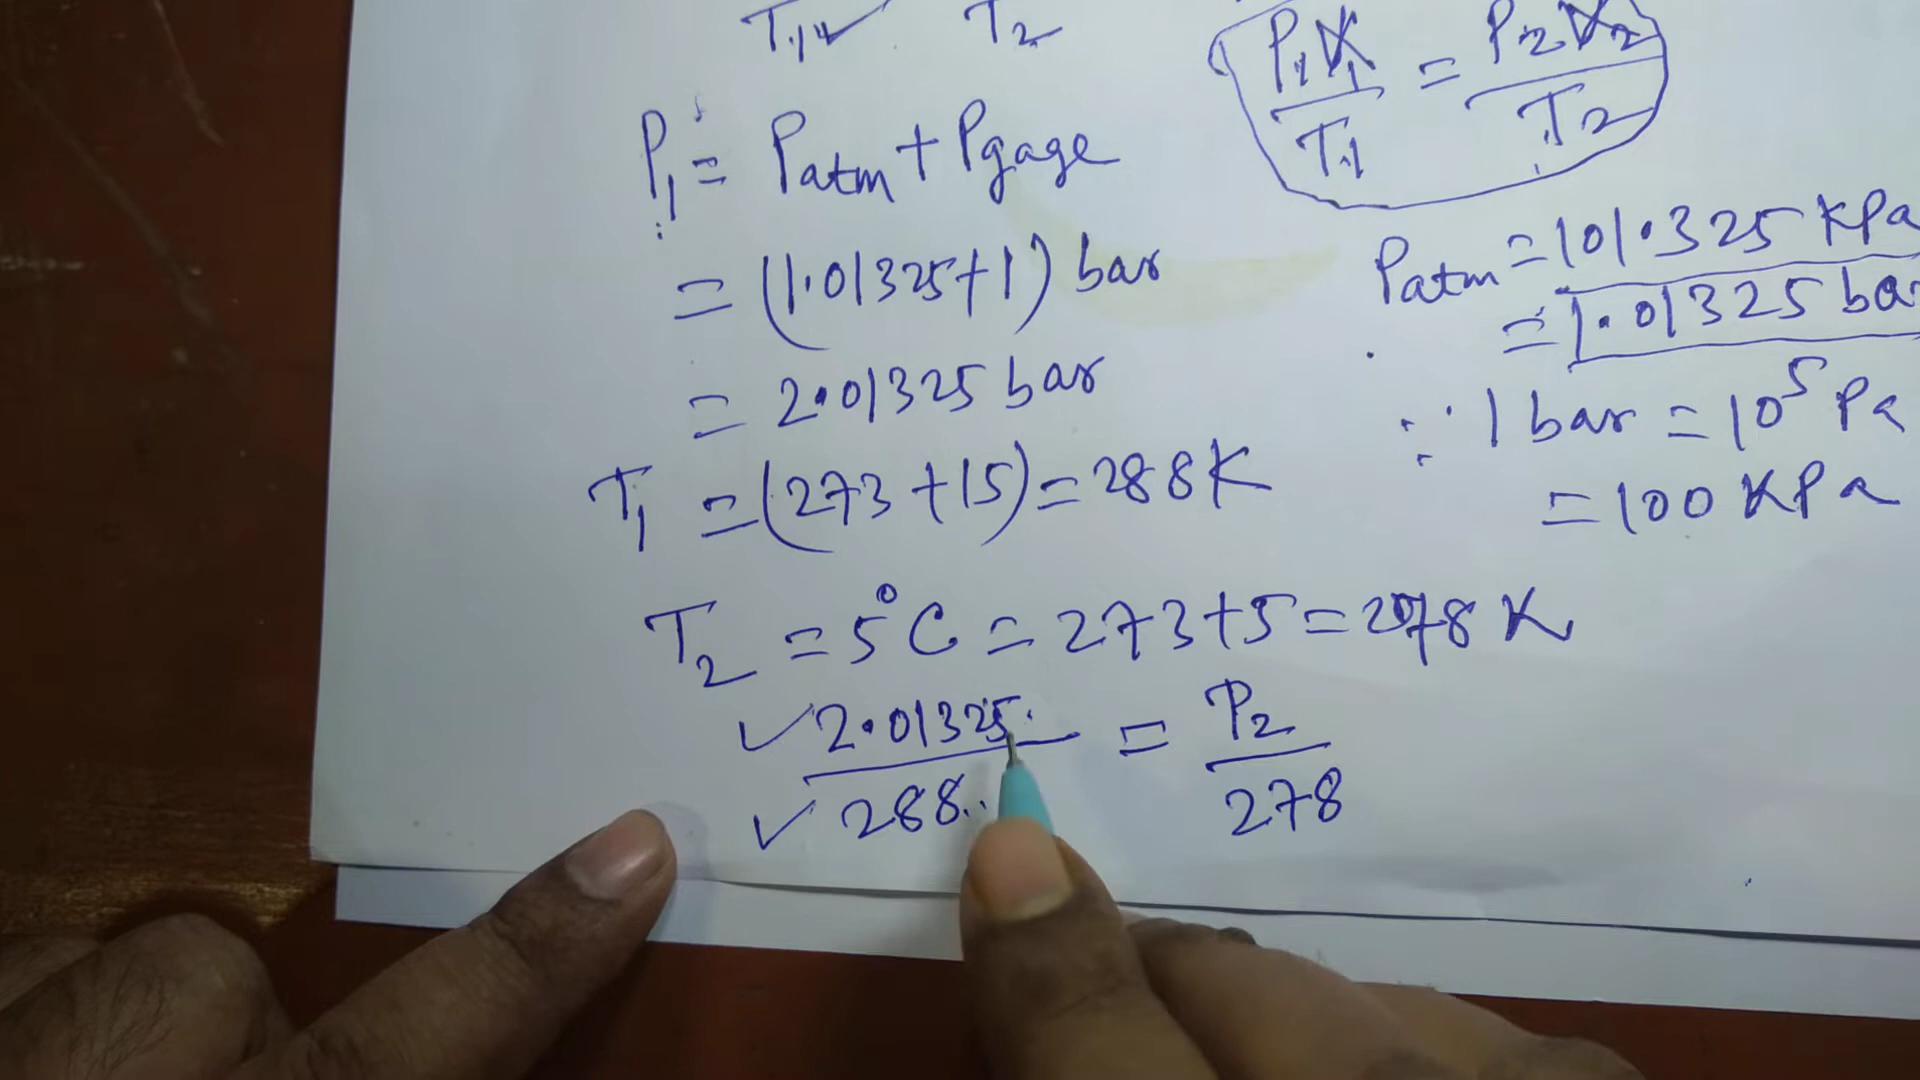 T₁ T₂
P₁V₁/T₁ = P₂V₂/T₂
P₁ = Patm + Pgage
= (1.01325+1) bar
= 2.01325 bar
T₁ = (273+15) = 288K
T₂ = 5°C = 273+5 = 278 K
2.01325/288 = P₂/278
Patm = 101.325 KPa
= 1.01325 ba
∵ 1 bar = 10⁵ Pa
= 100 KPa